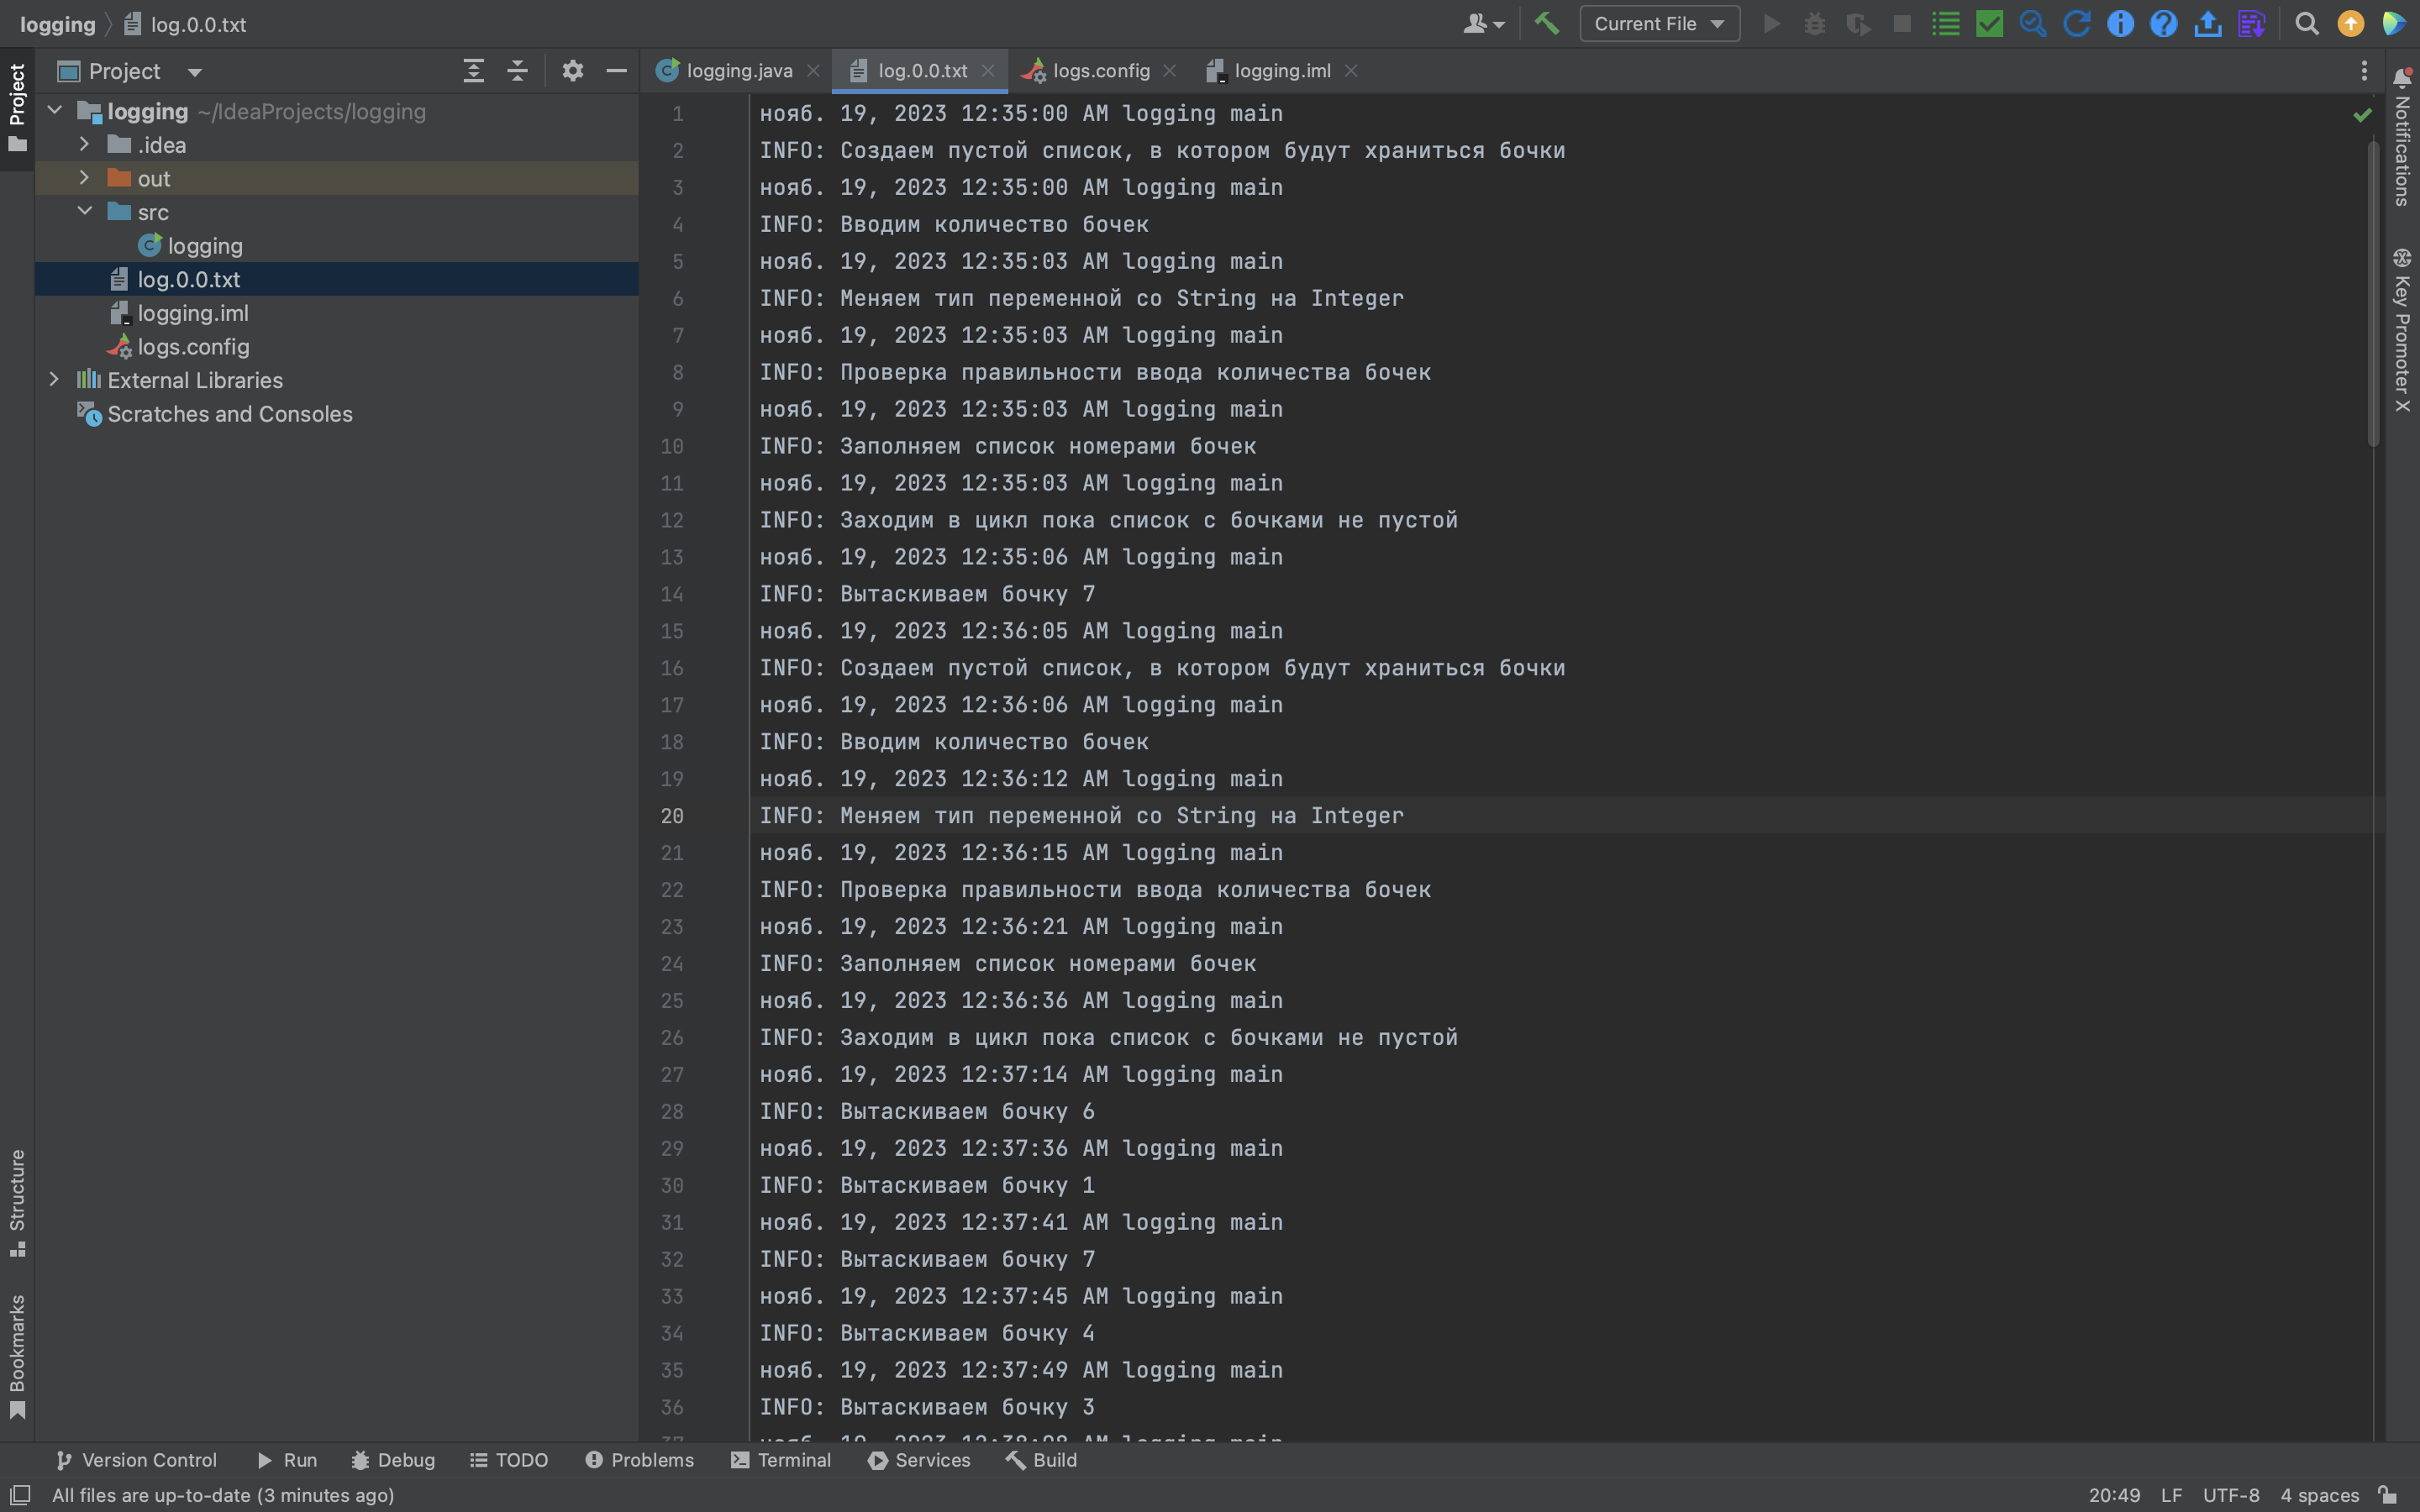 logging log.0.0.txt
Current File
Project
logging.java log.0.0.txt logs.config logging.iml
logging ~/IdeaProjects/logging
.idea
out
src
logging
log.0.0.txt
logging.iml
logs.config
External Libraries
Scratches and Consoles
Project
Structure
Bookmarks
1 нояб. 19, 2023 12:35:00 AM logging main
2 INFO: Создаем пустой список, в котором будут храниться бочки
3 нояб. 19, 2023 12:35:00 AM logging main
4 INFO: Вводим количество бочек
5 нояб. 19, 2023 12:35:03 AM logging main
6 INFO: Меняем тип переменной со String на Integer
7 нояб. 19, 2023 12:35:03 AM logging main
8 INFO: Проверка правильности ввода количества бочек
9 нояб. 19, 2023 12:35:03 AM logging main
10 INFO: Заполняем список номерами бочек
11 нояб. 19, 2023 12:35:03 AM logging main
12 INFO: Заходим в цикл пока список с бочками не пустой
13 нояб. 19, 2023 12:35:06 AM logging main
14 INFO: Вытаскиваем бочку 7
15 нояб. 19, 2023 12:36:05 AM logging main
16 INFO: Создаем пустой список, в котором будут храниться бочки
17 нояб. 19, 2023 12:36:06 AM logging main
18 INFO: Вводим количество бочек
19 нояб. 19, 2023 12:36:12 AM logging main
20 INFO: Меняем тип переменной со String на Integer
21 нояб. 19, 2023 12:36:15 AM logging main
22 INFO: Проверка правильности ввода количества бочек
23 нояб. 19, 2023 12:36:21 AM logging main
24 INFO: Заполняем список номерами бочек
25 нояб. 19, 2023 12:36:36 AM logging main
26 INFO: Заходим в цикл пока список с бочками не пустой
27 нояб. 19, 2023 12:37:14 AM logging main
28 INFO: Вытаскиваем бочку 6
29 нояб. 19, 2023 12:37:36 AM logging main
30 INFO: Вытаскиваем бочку 1
31 нояб. 19, 2023 12:37:41 AM logging main
32 INFO: Вытаскиваем бочку 7
33 нояб. 19, 2023 12:37:45 AM logging main
34 INFO: Вытаскиваем бочку 4
35 нояб. 19, 2023 12:37:49 AM logging main
36 INFO: Вытаскиваем бочку 3
Notifications
Key Promoter X
Version Control Run Debug TODO Problems Terminal Services Build
All files are up-to-date (3 minutes ago) 20:49 LF UTF-8 4 spaces